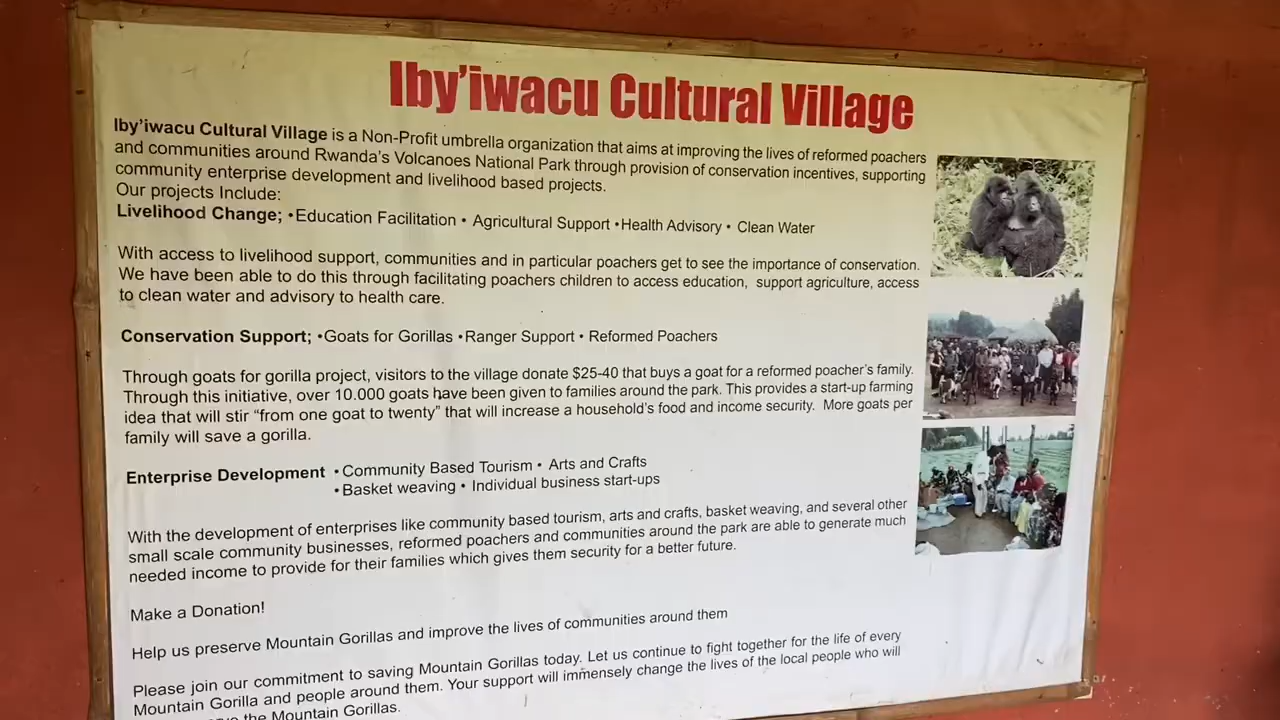 Iby'iwacu Cultural Village
Iby'iwacu Cultural Village is a Non-Profit umbrella organization that aims at improving the lives of reformed poachers
and communities around Rwanda's Volcanoes National Park through provision of conservation incentives, supporting
community enterprise development and livelihood based projects.
Our projects Include:
Livelihood Change; •Education Facilitation • Agricultural Support •Health Advisory • Clean Water
With access to livelihood support, communities and in particular poachers get to see the importance of conservation.
We have been able to do this through facilitating poachers children to access education, support agriculture, access
to clean water and advisory to health care.
Conservation Support; •Goats for Gorillas •Ranger Support • Reformed Poachers
Through goats for gorilla project, visitors to the village donate $25-40 that buys a goat for a reformed poacher's family.
Through this initiative, over 10.000 goats have been given to families around the park. This provides a start-up farming
idea that will stir “from one goat to twenty” that will increase a household's food and income security. More goats per
family will save a gorilla.
Enterprise Development • Community Based Tourism • Arts and Crafts
• Basket weaving • Individual business start-ups
With the development of enterprises like community based tourism, arts and crafts, basket weaving, and several other
small scale community businesses, reformed poachers and communities around the park are able to generate much
needed income to provide for their families which gives them security for a better future.
Make a Donation!
Help us preserve Mountain Gorillas and improve the lives of communities around them
Please join our commitment to saving Mountain Gorillas today. Let us continue to fight together for the life of every
Mountain Gorilla and people around them. Your support will immensely change the lives of the local people who will
the Mountain Gorillas.